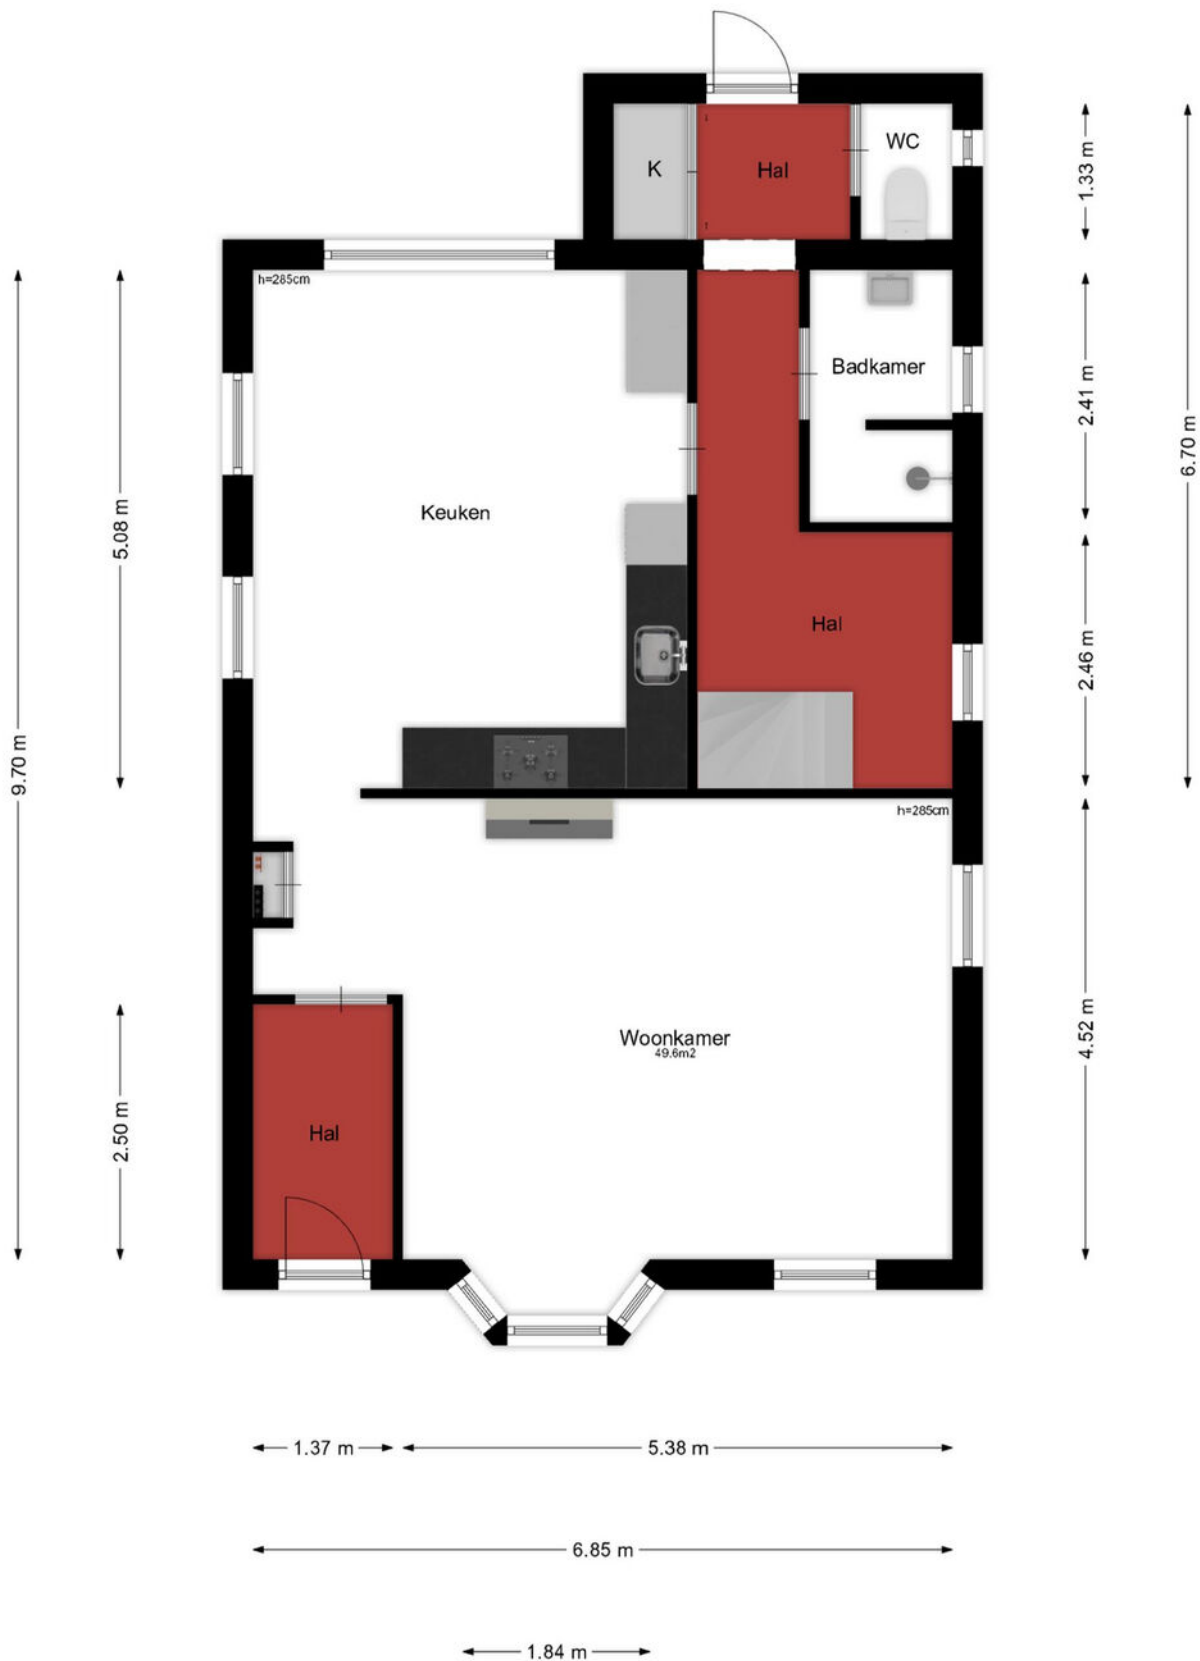 K
Hal
WC
1.33 m
h=285cm
Badkamer
2.41 m
6.70 m
5.08 m
Keuken
Hal
2.46 m
9.70 m
h=285cm
Woonkamer
49.6m2
4.52 m
2.50 m
Hal
1.37 m
5.38 m
6.85 m
1.84 m